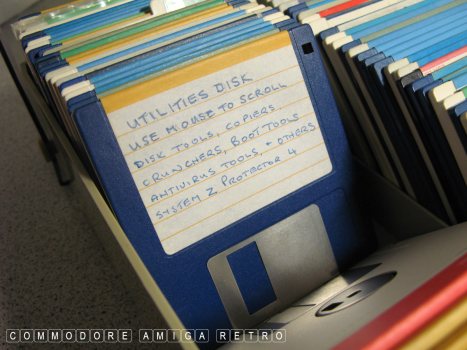 UTILITIES DISK
USE MOUSE TO SCROLL
DISK TOOLS, COPIERS.
CRUNCHERS, BOOT TOOLS
ANTIVIRUS TOOLS, + OTHERS
SYSTEM Z. PROTECTOR 4
COMMODORE AMIGA RETRO